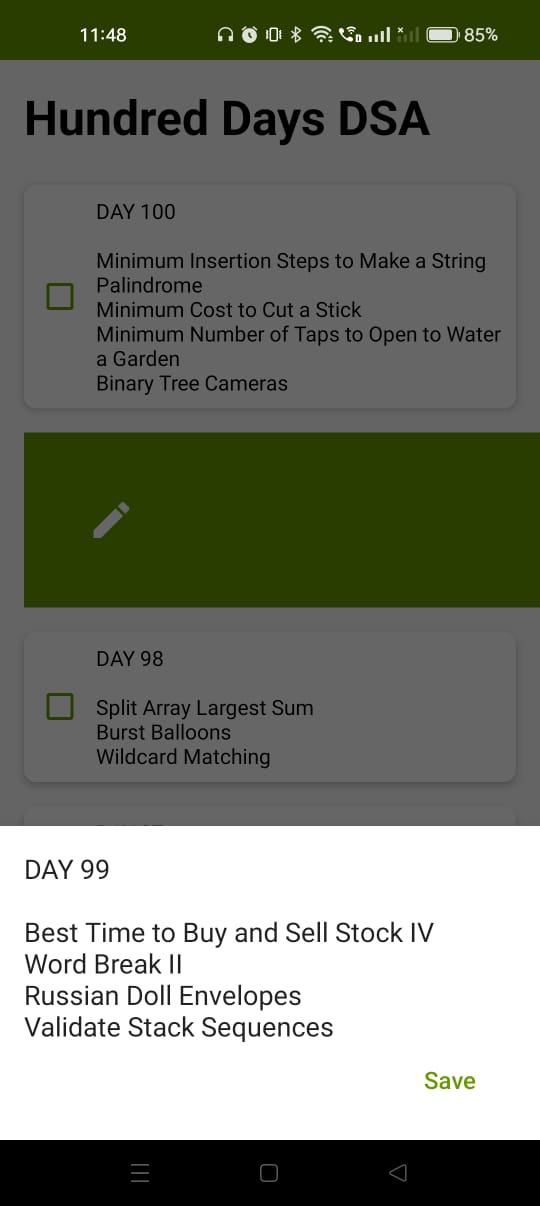 11:48
85%
Hundred Days DSA
DAY 100
Minimum Insertion Steps to Make a String
Palindrome
Minimum Cost to Cut a Stick
Minimum Number of Taps to Open to Water
a Garden
Binary Tree Cameras
DAY 98
Split Array Largest Sum
Burst Balloons
Wildcard Matching
DAY 99
Best Time to Buy and Sell Stock IV
Word Break II
Russian Doll Envelopes
Validate Stack Sequences
Save